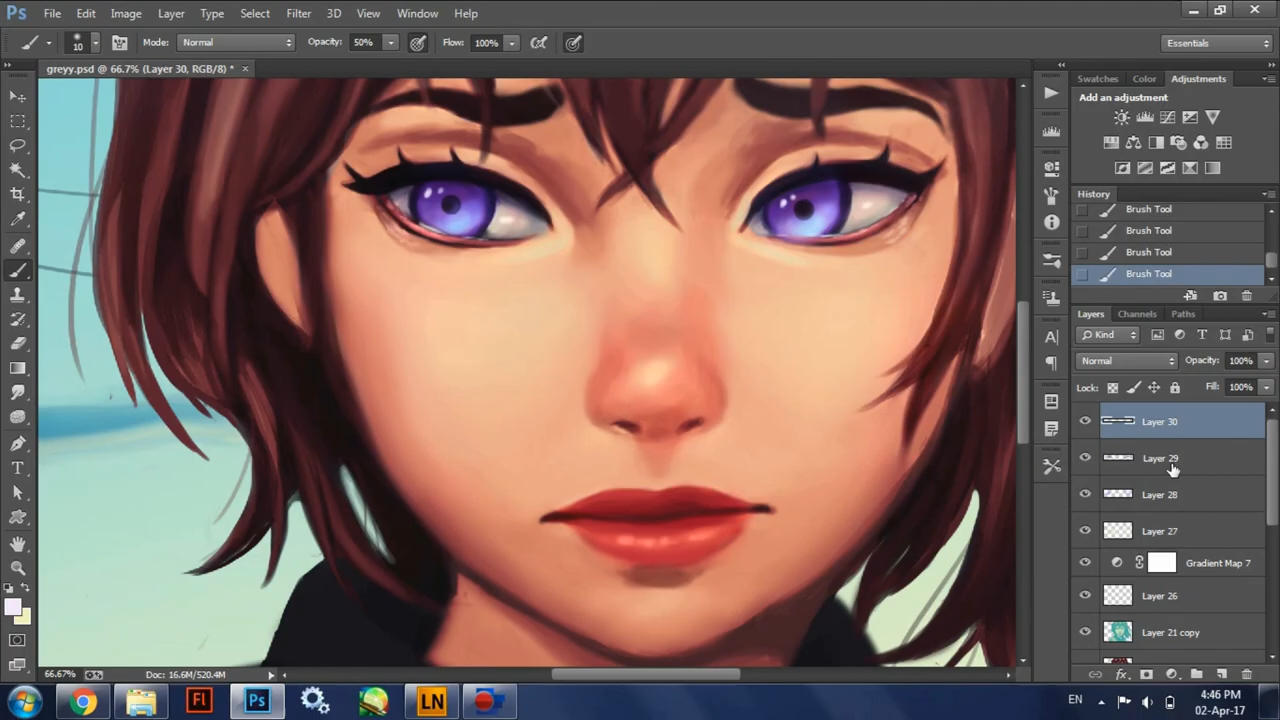 Ps File Edit Image Layer Type Select Filter 3D View Window Help
10 Mode: Normal Opacity: 50% Flow: 100% Essentials
greyy.psd @ 66.7% (Layer 30, RGB/8) *
Swatches Color Adjustments
Add an adjustment
History
Brush Tool
Brush Tool
Brush Tool
Brush Tool
Layers Channels Paths
Kind
Normal Opacity: 100%
Lock: Fill: 100%
Layer 30
Layer 29
Layer 28
Layer 27
Gradient Map 7
Layer 26
Layer 21 copy
66.67% Doc: 16.6M/520.4M
Fl Ps LN EN 4:46 PM
02-Apr-17